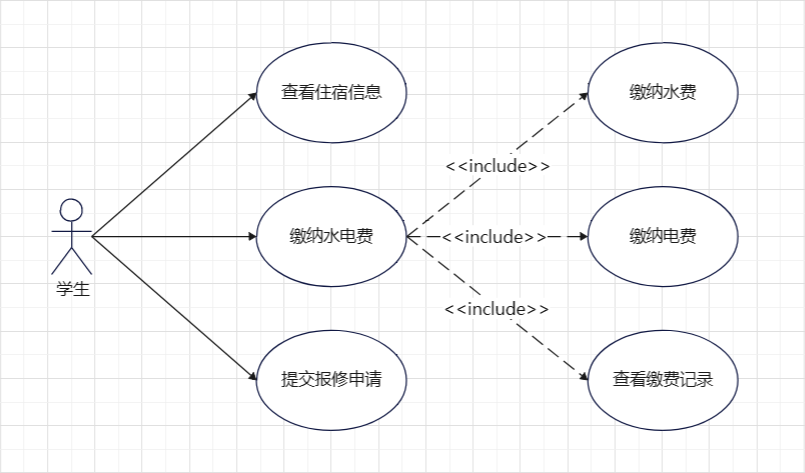 查看住宿信息
缴纳水费
<<include>>
学生
缴纳水电费
<<include>>
缴纳电费
<<include>>
提交报修申请
查看缴费记录